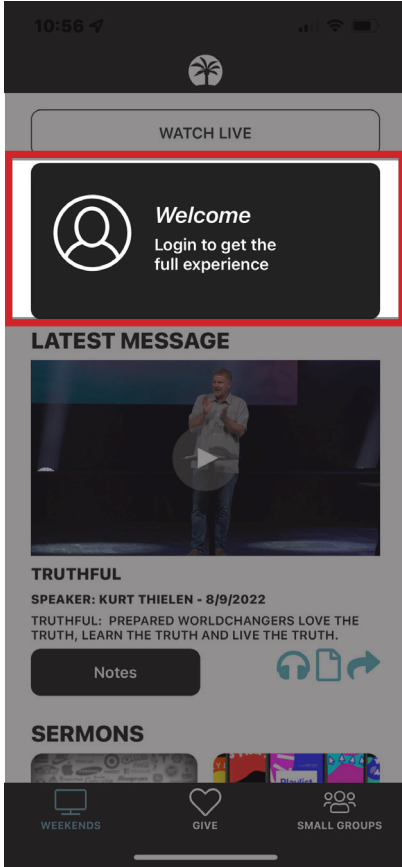 10:56
WATCH LIVE
Welcome
Login to get the
full experience
LATEST MESSAGE
TRUTHFUL
SPEAKER: KURT THIELEN - 8/9/2022
TRUTHFUL:  PREPARED WORLDCHANGERS LOVE THE
TRUTH, LEARN THE TRUTH AND LIVE THE TRUTH.
Notes
SERMONS
Playlist
WEEKENDS
GIVE
SMALL GROUPS